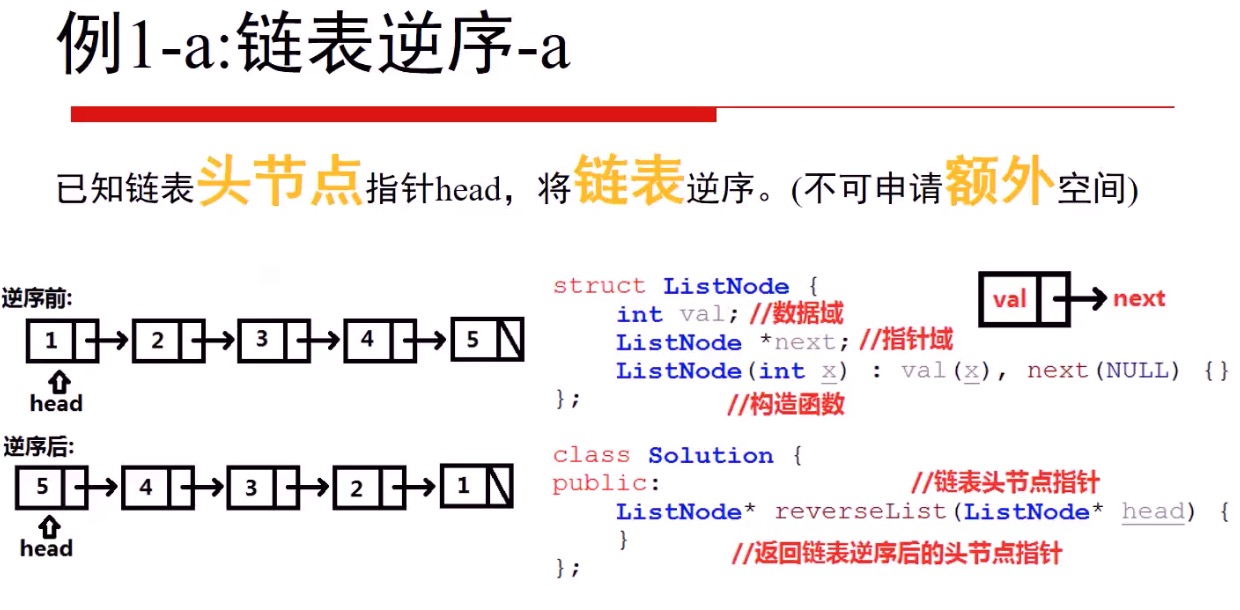 例1-a:链表逆序-a
已知链表头节点指针head，将链表逆序。(不可申请额外空间)
逆序前:
1 2 3 4 5
head
逆序后:
5 4 3 2 1
head
struct ListNode {
int val; //数据域
ListNode *next; //指针域
ListNode(int x) : val(x), next(NULL) {}
}; //构造函数
val next
class Solution {
public: //链表头节点指针
ListNode* reverseList(ListNode* head) {
}
//返回链表逆序后的头节点指针
};